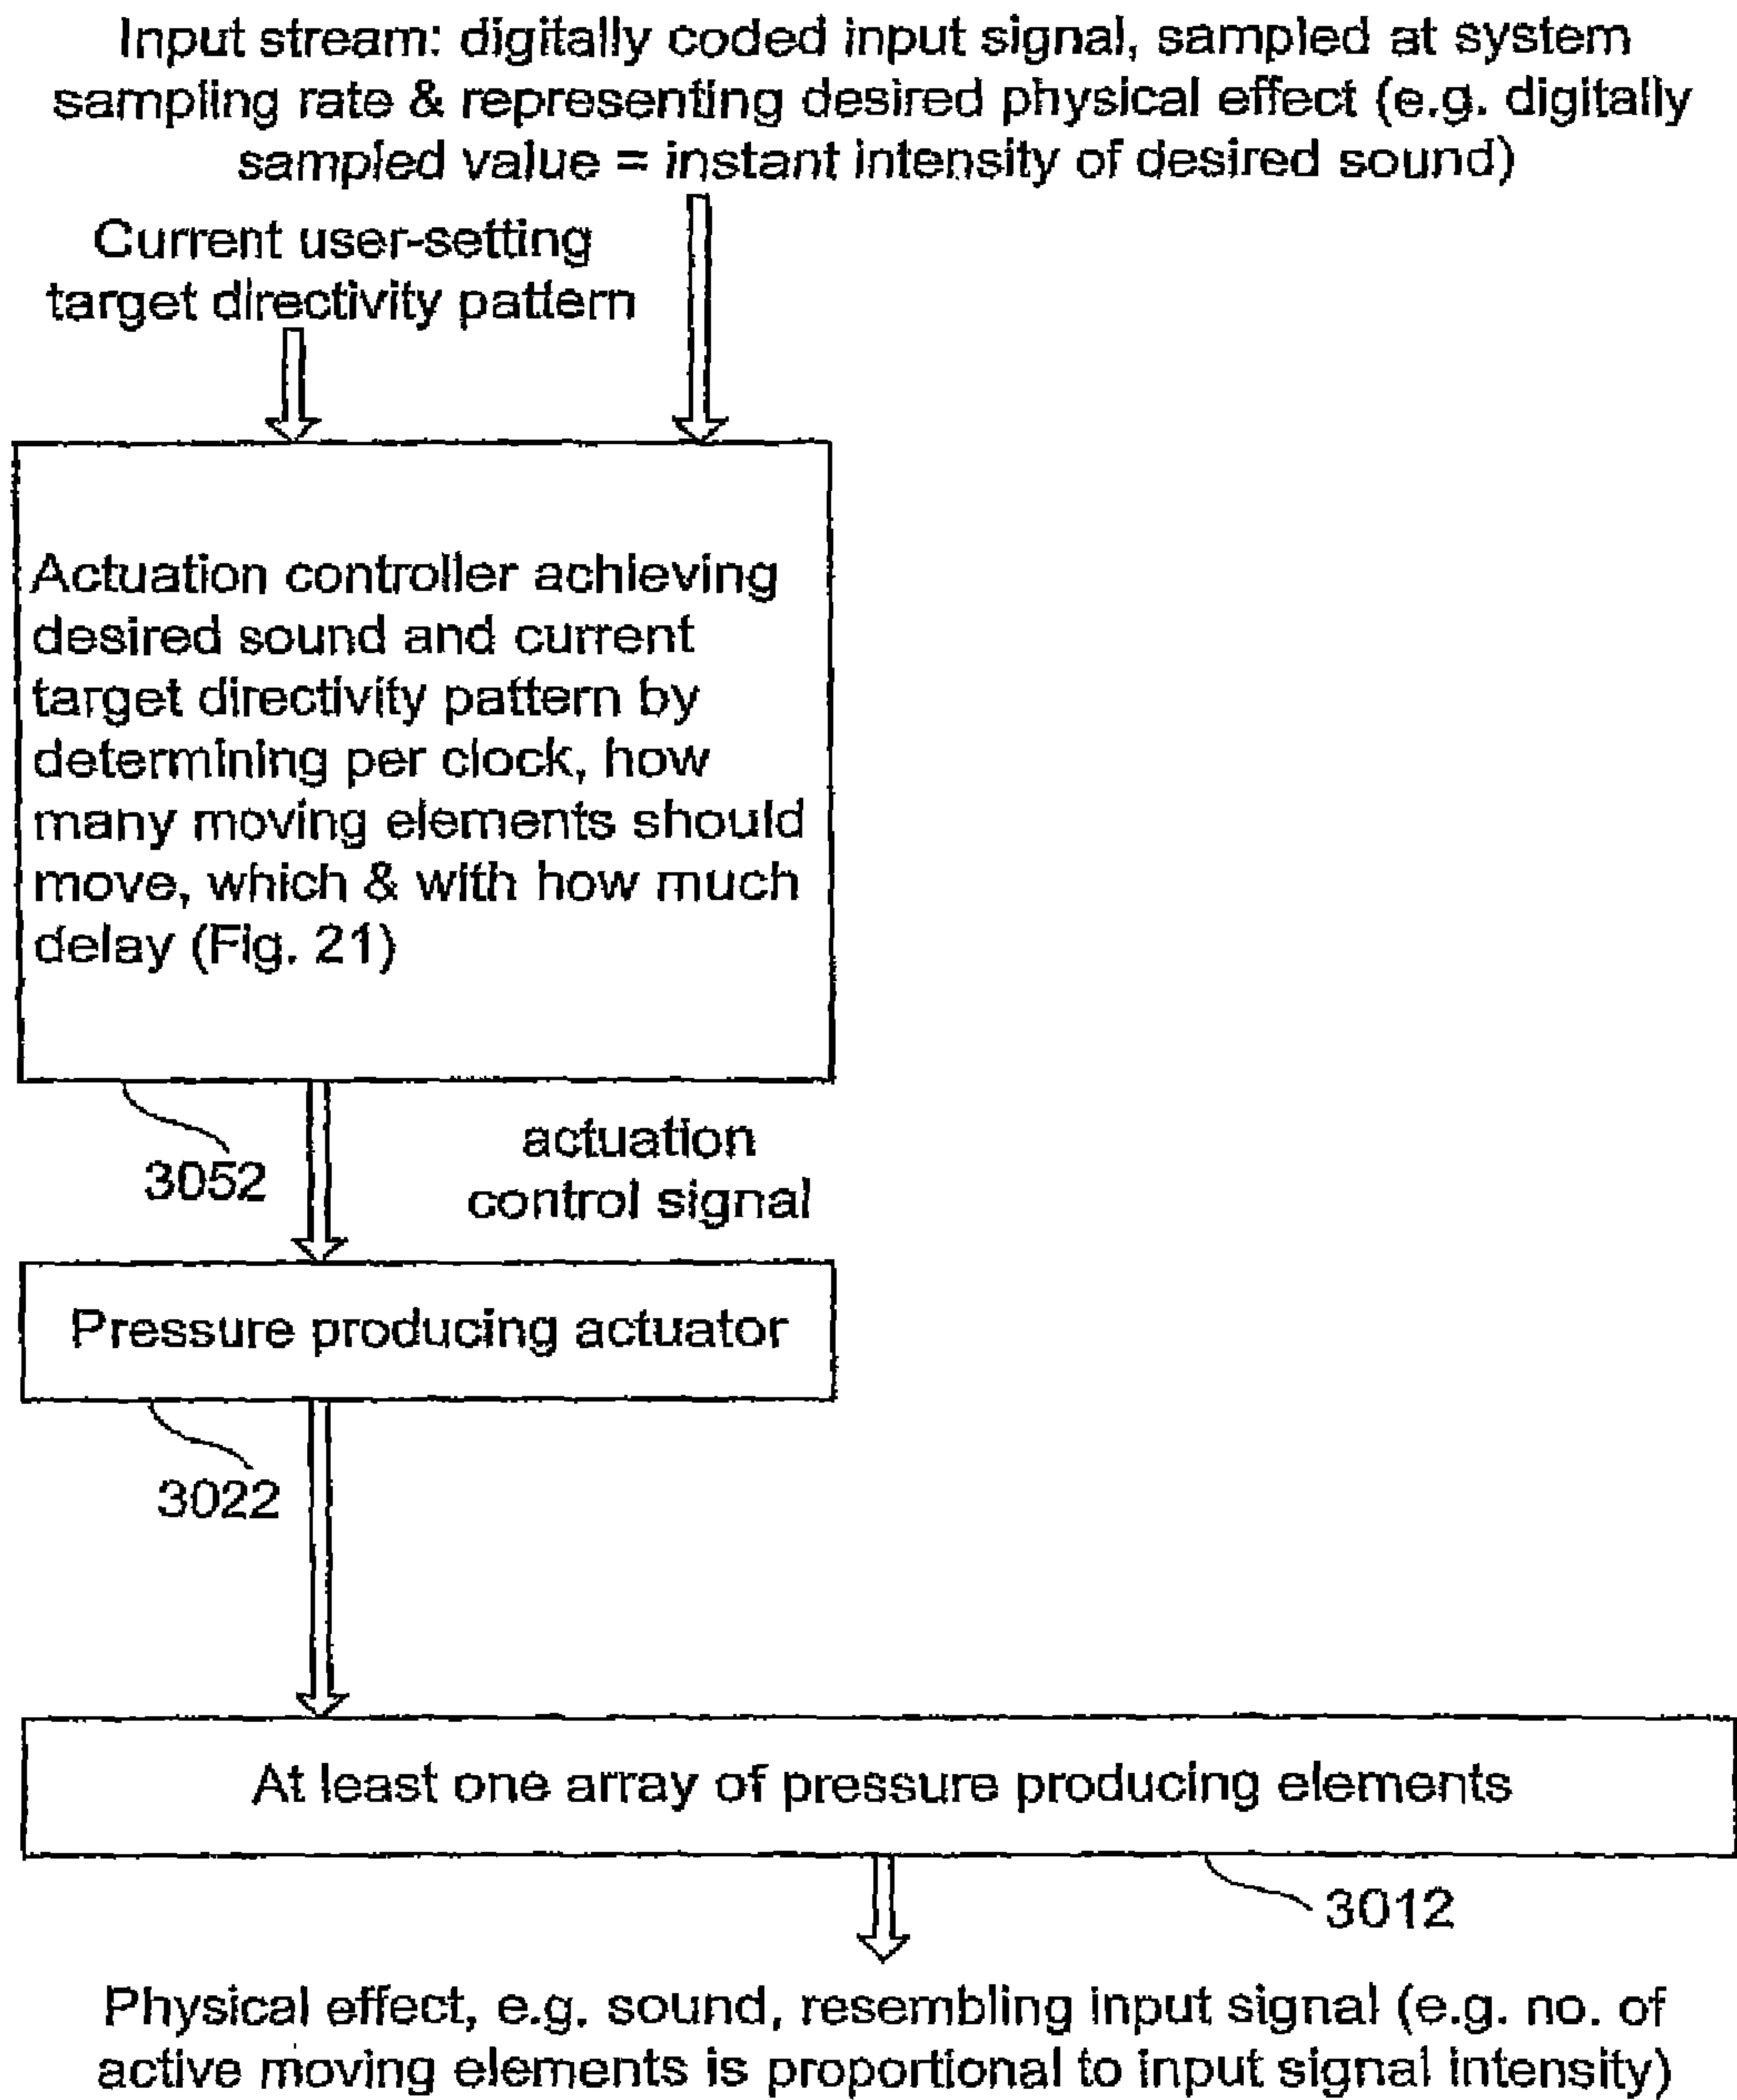 Input stream: digitally coded input signal, sampled at system
sampling rate & representing desired physical effect (e.g. digitally
sampled value = instant intensity of desired sound)
Current user-setting
target directivity pattern
Actuation controller achieving
desired sound and current
target directivity pattern by
determining per clock, how
many moving elements should
move, which & with how much
delay (Fig. 21)
3052
actuation
control signal
Pressure producing actuator
3022
At least one array of pressure producing elements
3012
Physical effect, e.g. sound, resembling input signal (e.g. no. of
active moving elements is proportional to input signal intensity)